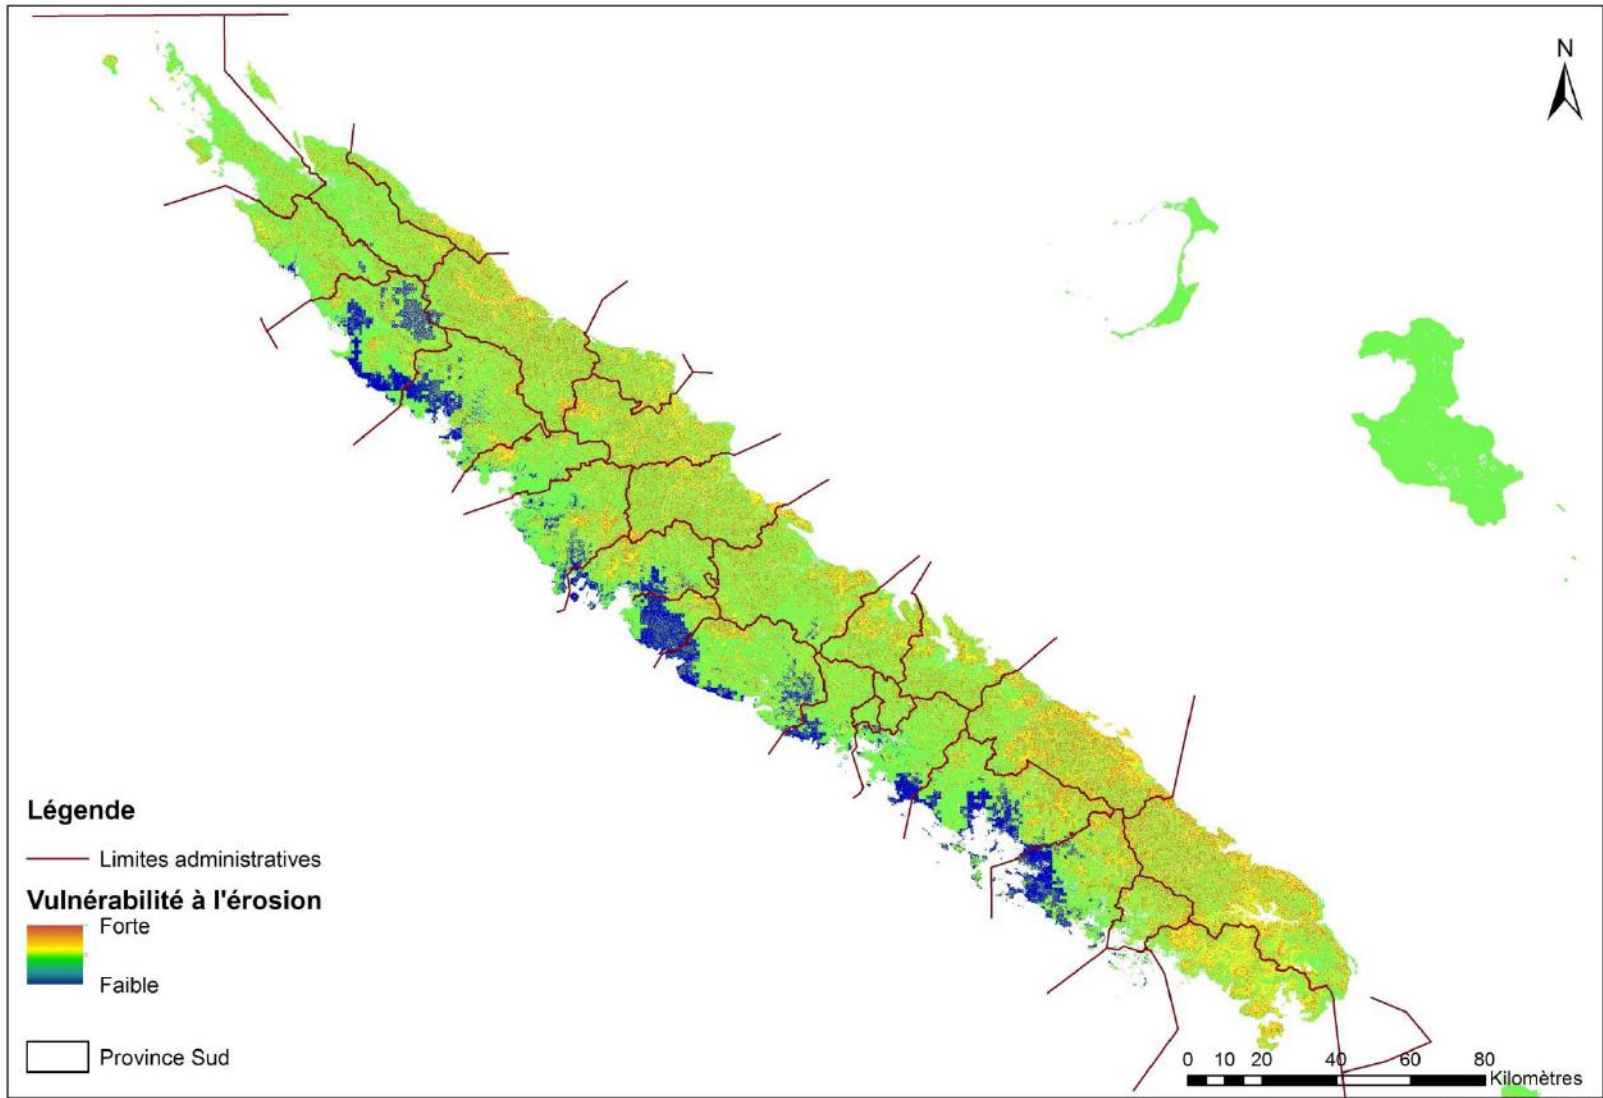 N
Légende
Limites administratives
Vulnérabilité à l'érosion
Forte
Faible
Province Sud
0 10 20 40 60 80
Kilomètres